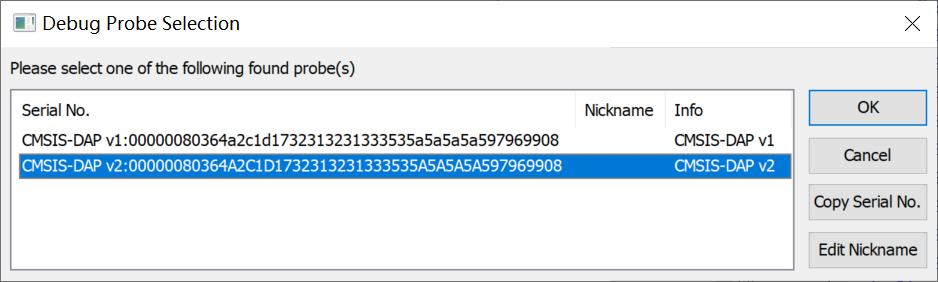 Debug Probe Selection
Please select one of the following found probe(s)
Serial No. Nickname Info
CMSIS-DAP v1:00000080364a2c1d1732313231333535a5a5a5a597969908 CMSIS-DAP v1
CMSIS-DAP v2:00000080364A2C1D1732313231333535A5A5A5A597969908 CMSIS-DAP v2
OK
Cancel
Copy Serial No.
Edit Nickname